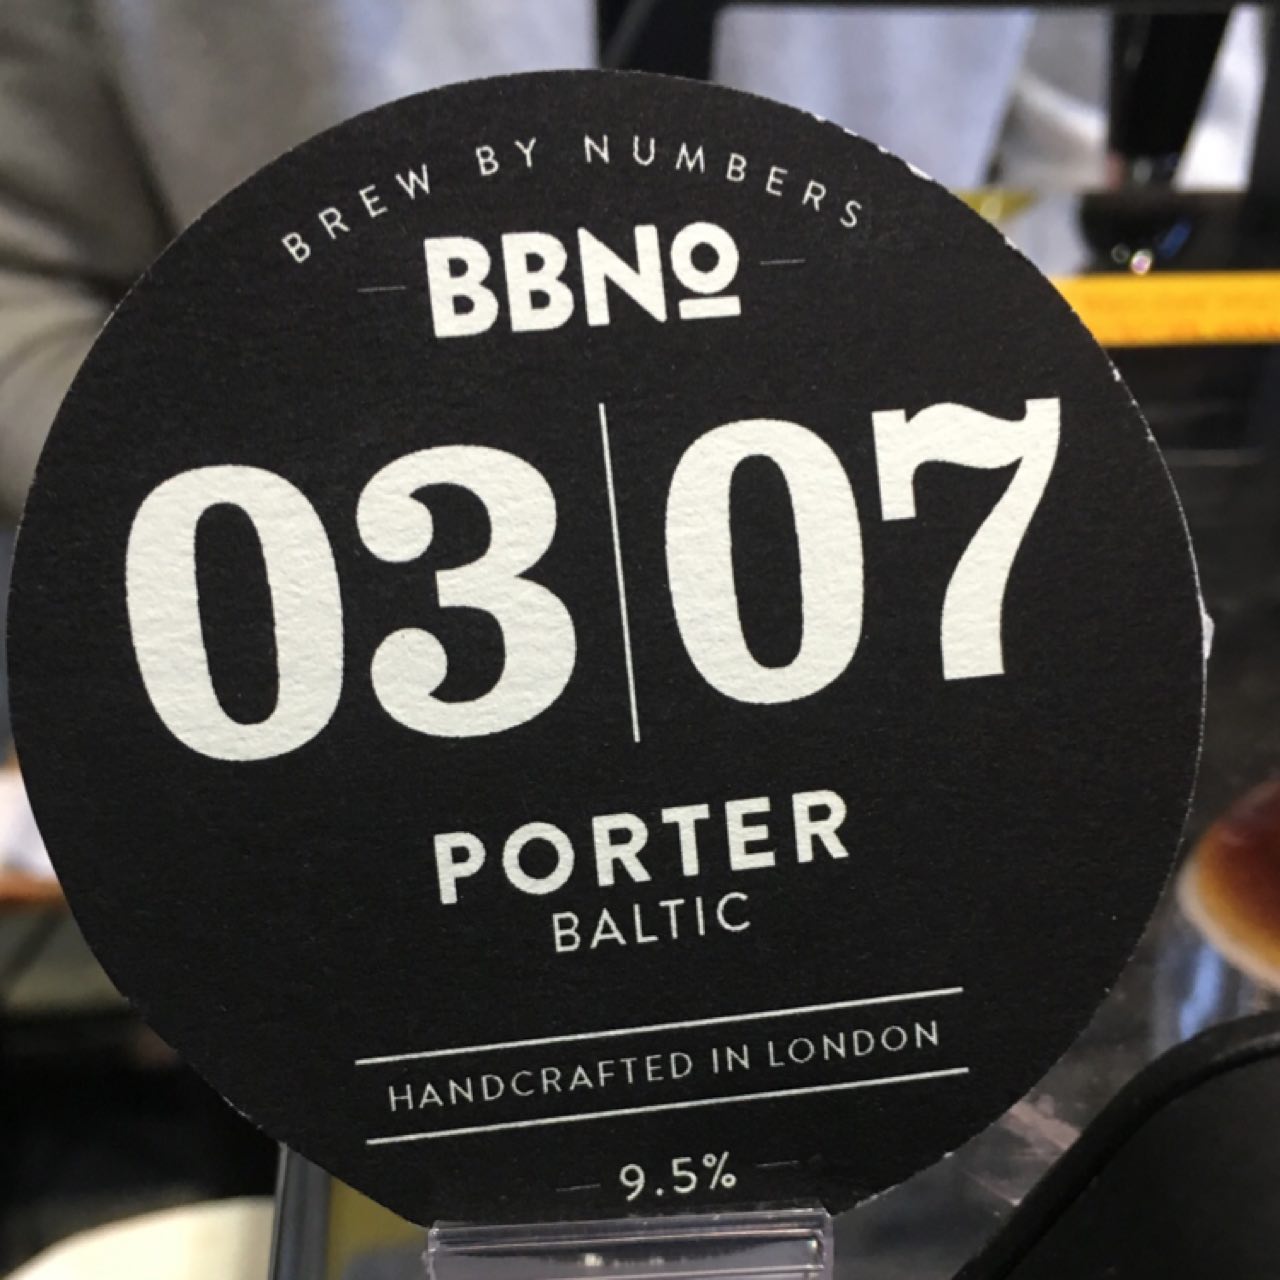 BREW BY NUMBERS
BBNº
03|07
PORTER
BALTIC
HANDCRAFTED IN LONDON
9.5%